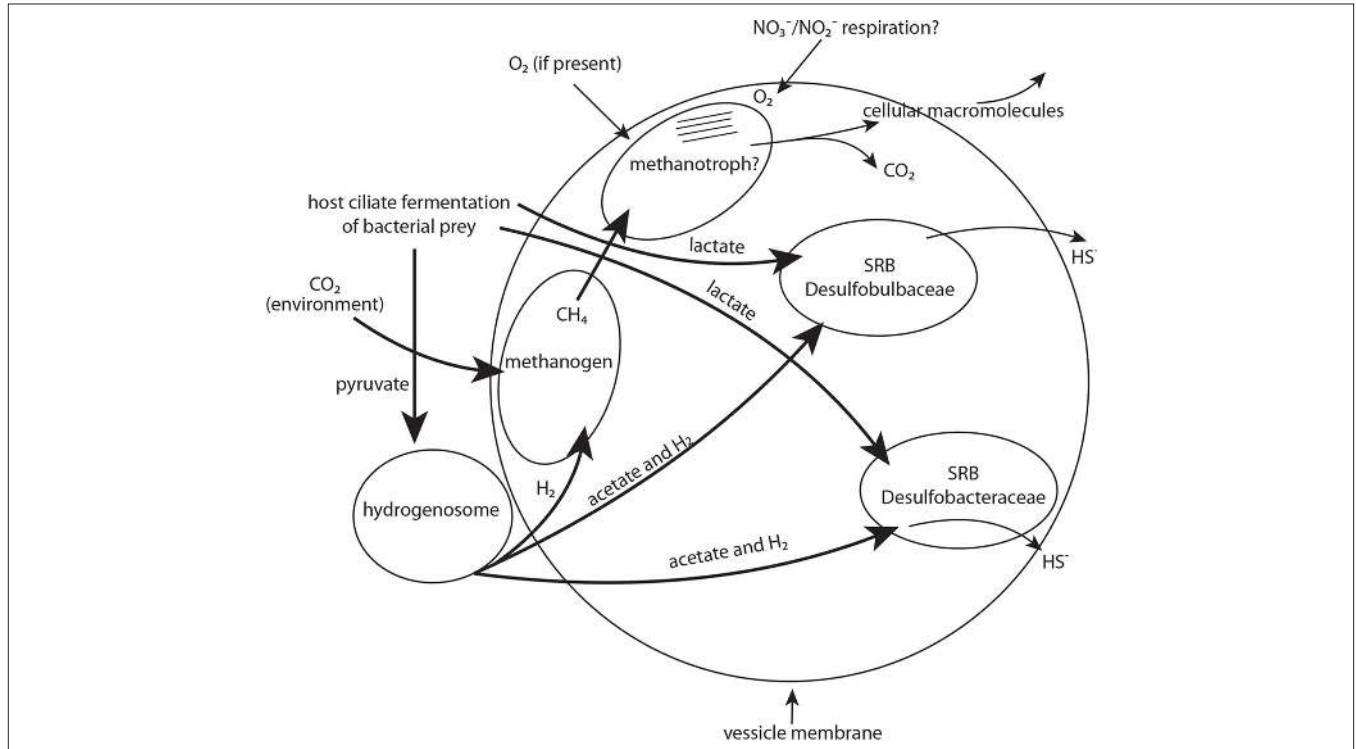 NO₃⁻/NO₂⁻ respiration?
O₂ (if present)
O₂
cellular macromolecules
methanotroph?
CO₂
host ciliate fermentation
of bacterial prey
lactate
SRB
Desulfobulbaceae
HS⁻
CO₂
(environment)
lactate
CH₄
methanogen
pyruvate
acetate and H₂
SRB
Desulfobacteraceae
H₂
hydrogenosome
acetate and H₂
HS⁻
vessicle membrane